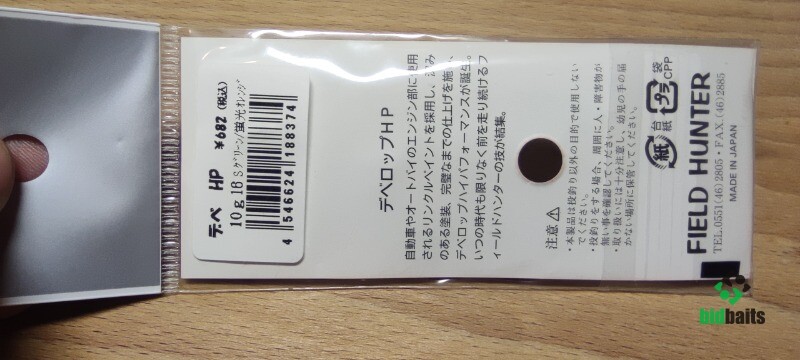 デベ HP ¥682(税込)
10g 18 Sグリーン/蛍光オレンジ
4 546624 188374
デベロップHP
自動車やオートバイのエンジン部に使用
されるリンクルペイントを採用し、深み
のある塗装、完璧なまでの仕上げを施し、
デベロップハイパフォーマンスが誕生。
いつの時代も限りなく前を走り続けるフ
ィールドハンターの技が結集。
注意⚠
・本製品は投釣り以外の目的で使用しない
でください。
・投釣りをする場合、周囲に人・障害物が
無い事を確認してください。
・取り扱いには十分注意し、幼児の手の届
かない場所に保管してください。
紙 台紙
プラ 袋 CPP
FIELD HUNTER
TEL.0551(46)2805・FAX.(46)2885
MADE IN JAPAN
bidbaits